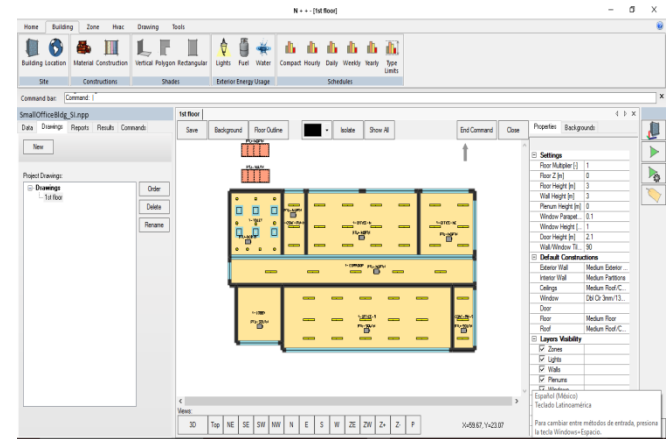 N + + - [1st floor]
Home Building Zone Hvac Drawing Tools
Building Location Material Construction Vertical Polygon Rectangular Lights Fuel Water Compact Hourly Daily Weekly Yearly Type Limits
Site Constructions Shades Exterior Energy Usage Schedules
Command bar: Command:
SmallOfficeBldg_SI.npp
1st floor
Data Drawings Reports Results Commands
Save Background Floor Outline Isolate Show All End Command Close
Properties Backgrounds
New
Project Drawings:
Drawings
1st floor
Order
Delete
Rename
Settings
Floor Multiplier [-] 1
Floor Z [m] 0
Floor Height [m] 3
Wall Height [m] 3
Plenum Height [m] 0
Window Parapet... 0.1
Window Height [... 1
Door Height [m] 2.1
Wall/Window Til... 90
Default Constructions
Exterior Wall Medium Exterior ...
Interior Wall Medium Partitions
Ceilings Medium Roof/C...
Window Dbl Clr 3mm/13...
Door
Floor Medium Floor
Roof Medium Roof/C...
Layers Visibility
Zones
Lights
Walls
Plenums
Windows
Views:
3D Top NE SE SW NW N E S W ZE ZW Z+ Z- P
X=59.67, Y=23.07
Español (México)
Teclado Latinoamérica
Para cambiar entre métodos de entrada, presiona
la tecla Windows+Espacio.